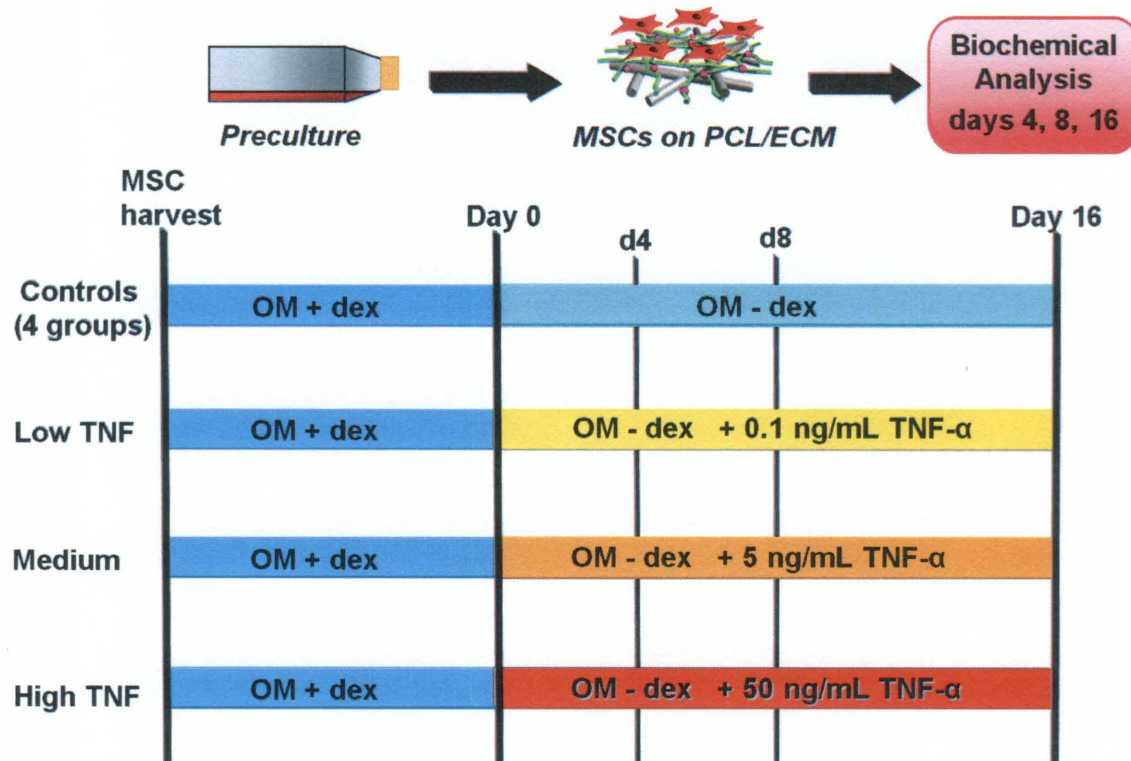 Preculture
MSCs on PCL/ECM
Biochemical
Analysis
days 4, 8, 16
MSC
harvest
Day 0
d4
d8
Day 16
Controls
(4 groups)
OM + dex
OM - dex
Low TNF
OM + dex
OM - dex + 0.1 ng/mL TNF-α
Medium
OM + dex
OM - dex + 5 ng/mL TNF-α
High TNF
OM + dex
OM - dex + 50 ng/mL TNF-α